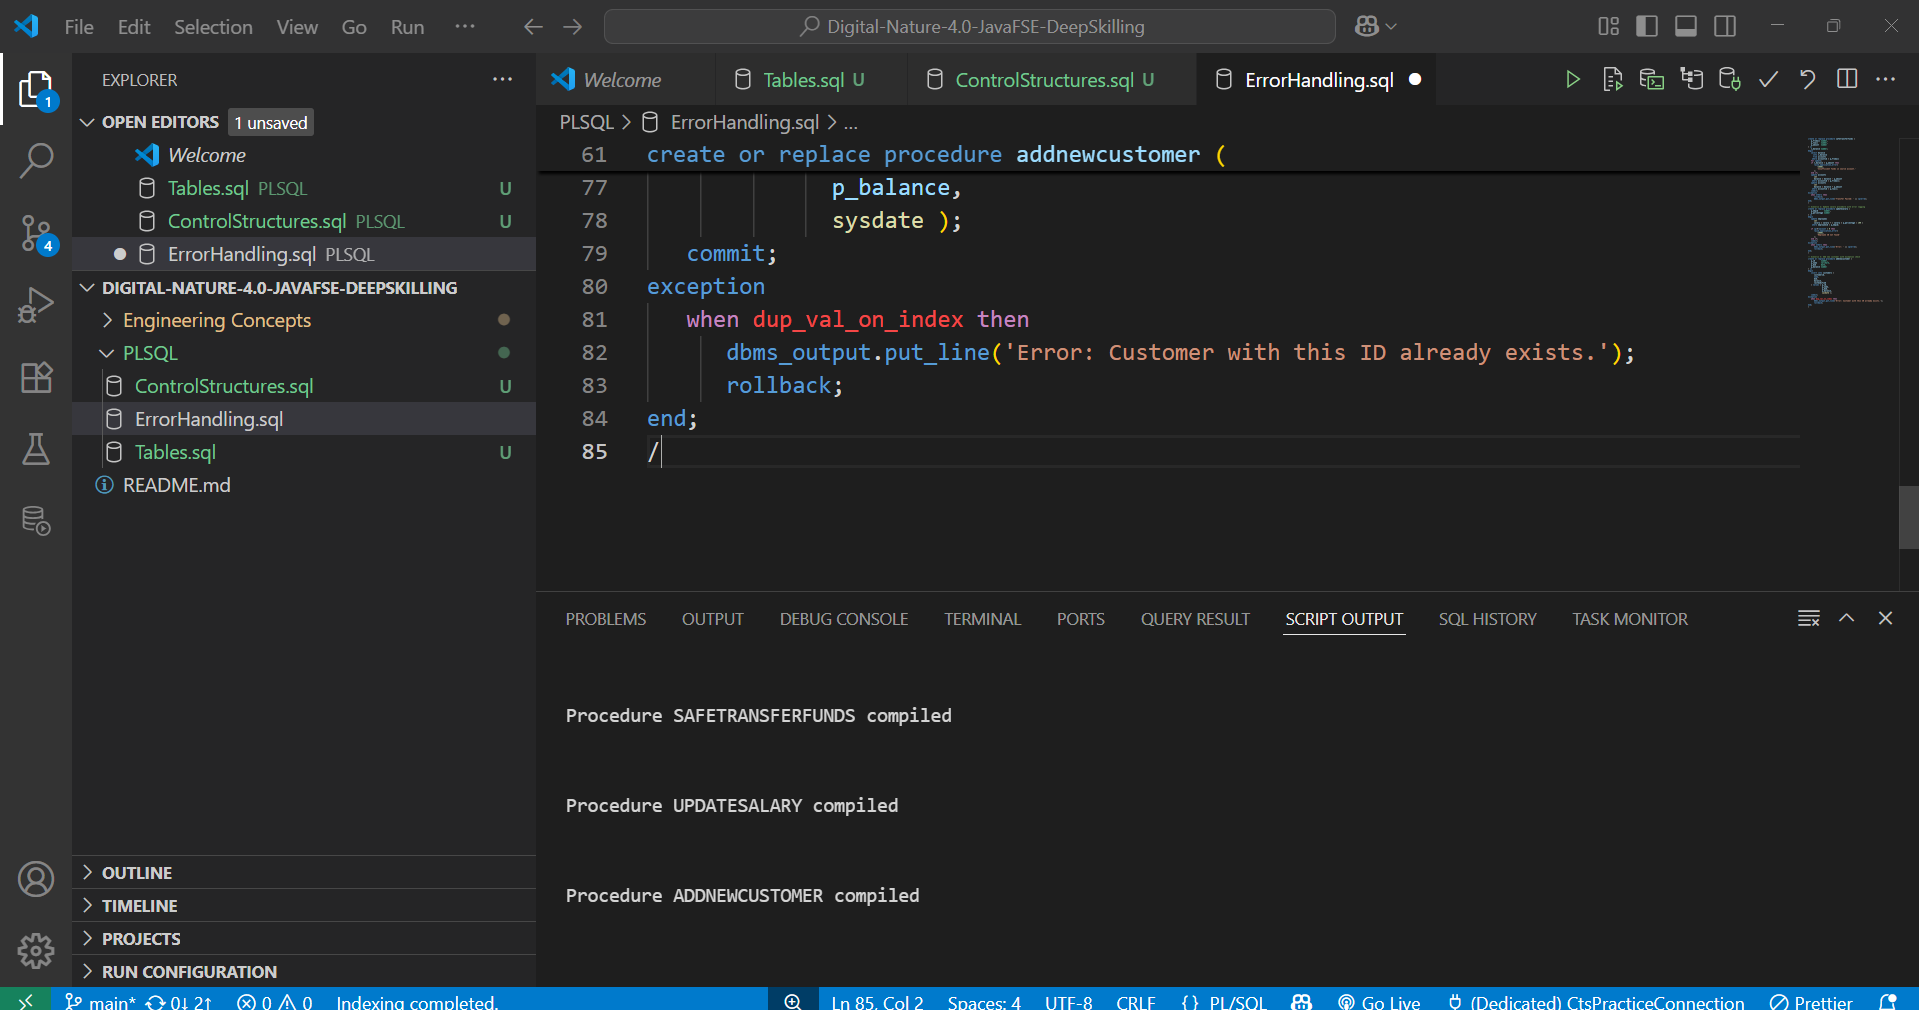 File Edit Selection View Go Run ··· Digital-Nature-4.0-JavaFSE-DeepSkilling
EXPLORER ···
OPEN EDITORS 1 unsaved
Welcome
Tables.sql PLSQL U
ControlStructures.sql PLSQL U
ErrorHandling.sql PLSQL
DIGITAL-NATURE-4.0-JAVAFSE-DEEPSKILLING
Engineering Concepts
PLSQL
ControlStructures.sql U
ErrorHandling.sql
Tables.sql U
README.md
OUTLINE
TIMELINE
PROJECTS
RUN CONFIGURATION
1
4
Welcome Tables.sql U ControlStructures.sql U ErrorHandling.sql
PLSQL > ErrorHandling.sql > ...
61 create or replace procedure addnewcustomer (
77 p_balance,
78 sysdate );
79 commit;
80 exception
81 when dup_val_on_index then
82 dbms_output.put_line('Error: Customer with this ID already exists.');
83 rollback;
84 end;
85 /
PROBLEMS OUTPUT DEBUG CONSOLE TERMINAL PORTS QUERY RESULT SCRIPT OUTPUT SQL HISTORY TASK MONITOR
Procedure SAFETRANSFERFUNDS compiled
Procedure UPDATESALARY compiled
Procedure ADDNEWCUSTOMER compiled
main* 0↓ 2↑ 0 0 Indexing completed. Ln 85, Col 2 Spaces: 4 UTF-8 CRLF {} PL/SQL Go Live (Dedicated) CtsPracticeConnection Prettier